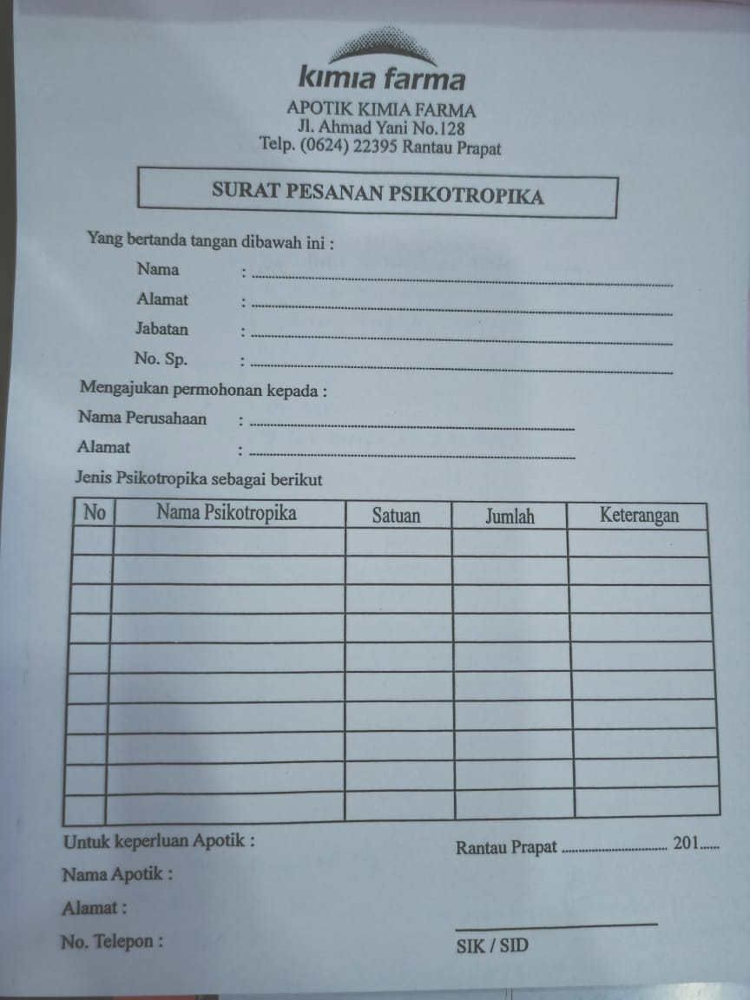 kimia farma
APOTIK KIMIA FARMA
Jl. Ahmad Yani No.128
Telp. (0624) 22395 Rantau Prapat
SURAT PESANAN PSIKOTROPIKA
Yang bertanda tangan dibawah ini :
Nama : ........................................
Alamat : ........................................
Jabatan : ........................................
No. Sp. : ........................................
Mengajukan permohonan kepada :
Nama Perusahaan : ........................................
Alamat : ........................................
Jenis Psikotropika sebagai berikut
No Nama Psikotropika Satuan Jumlah Keterangan
Untuk keperluan Apotik :
Rantau Prapat .............................. 201......
Nama Apotik :
Alamat :
No. Telepon :
SIK / SID